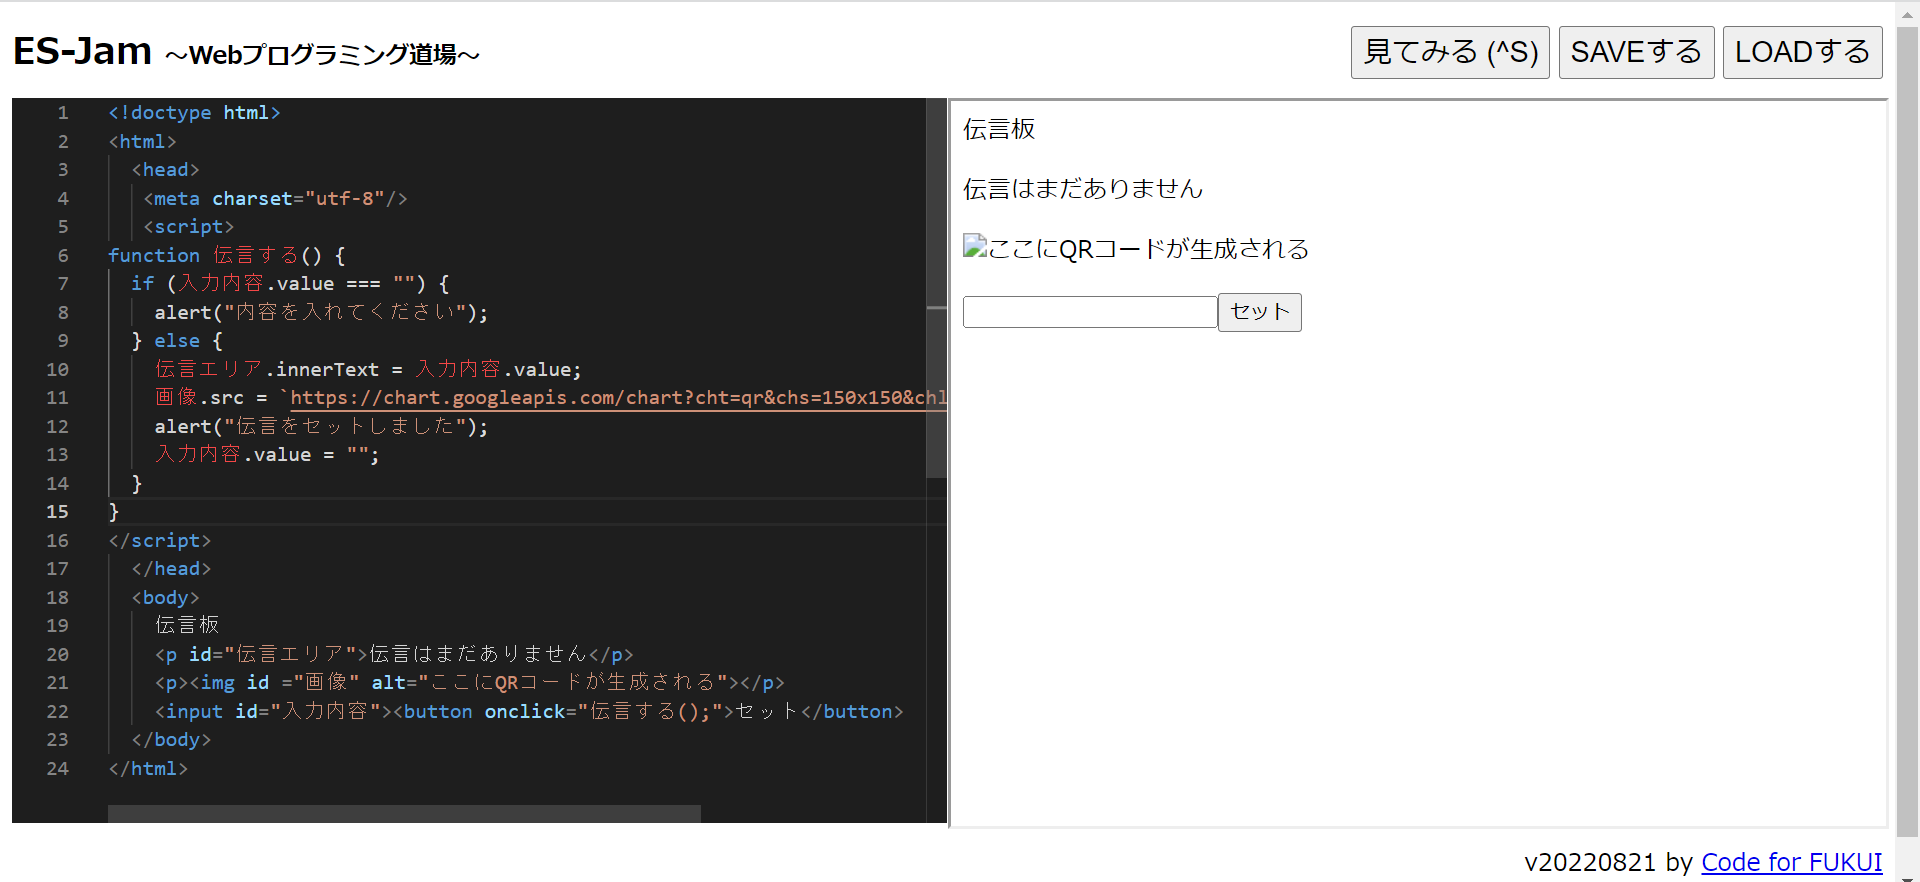 ES-Jam ～Webプログラミング道場～
見てみる (^S) SAVEする LOADする
1 <!doctype html>
2 <html>
3 <head>
4 <meta charset="utf-8"/>
5 <script>
6 function 伝言する() {
7 if (入力内容.value === "") {
8 alert("内容を入れてください");
9 } else {
10 伝言エリア.innerText = 入力内容.value;
11 画像.src = `https://chart.googleapis.com/chart?cht=qr&chs=150x150&chl
12 alert("伝言をセットしました");
13 入力内容.value = "";
14 }
15 }
16 </script>
17 </head>
18 <body>
19 伝言板
20 <p id="伝言エリア">伝言はまだありません</p>
21 <p><img id ="画像" alt="ここにQRコードが生成される"></p>
22 <input id="入力内容"><button onclick="伝言する();">セット</button>
23 </body>
24 </html>
伝言板
伝言はまだありません
ここにQRコードが生成される
セット
v20220821 by Code for FUKUI